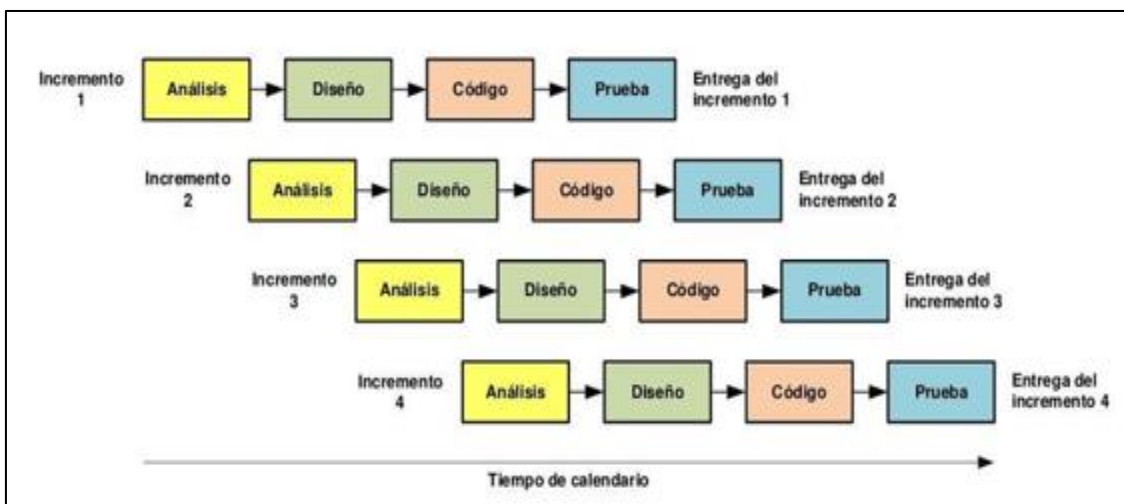 Incremento
1
Análisis
Diseño
Código
Prueba
Entrega del
incremento 1
Incremento
2
Análisis
Diseño
Código
Prueba
Entrega del
incremento 2
Incremento
3
Análisis
Diseño
Código
Prueba
Entrega del
incremento 3
Incremento
4
Análisis
Diseño
Código
Prueba
Entrega del
incremento 4
Tiempo de calendario